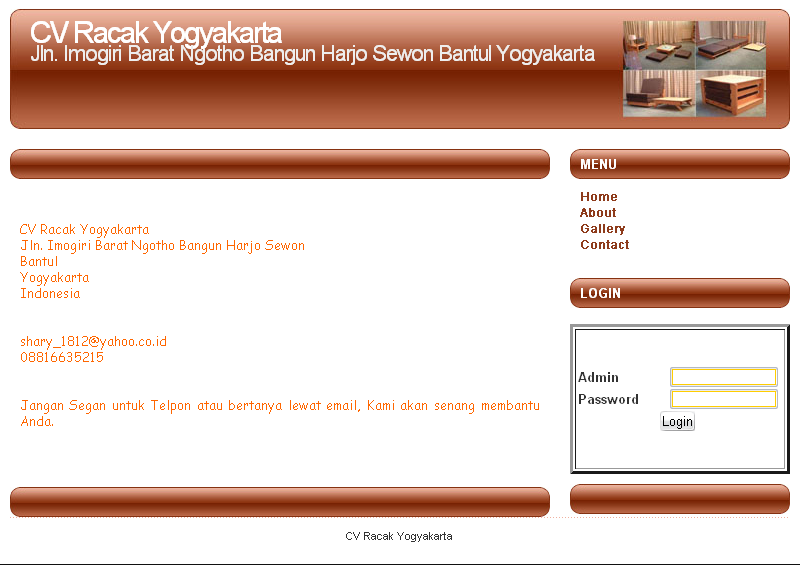 CV Racak Yogyakarta
Jln. Imogiri Barat Ngotho Bangun Harjo Sewon Bantul Yogyakarta
CV Racak Yogyakarta
Jln. Imogiri Barat Ngotho Bangun Harjo Sewon
Bantul
Yogyakarta
Indonesia
shary_1812@yahoo.co.id
08816635215
Jangan Segan untuk Telpon atau bertanya lewat email, Kami akan senang membantu
Anda.
MENU
Home
About
Gallery
Contact
LOGIN
Admin
Password
Login
CV Racak Yogyakarta